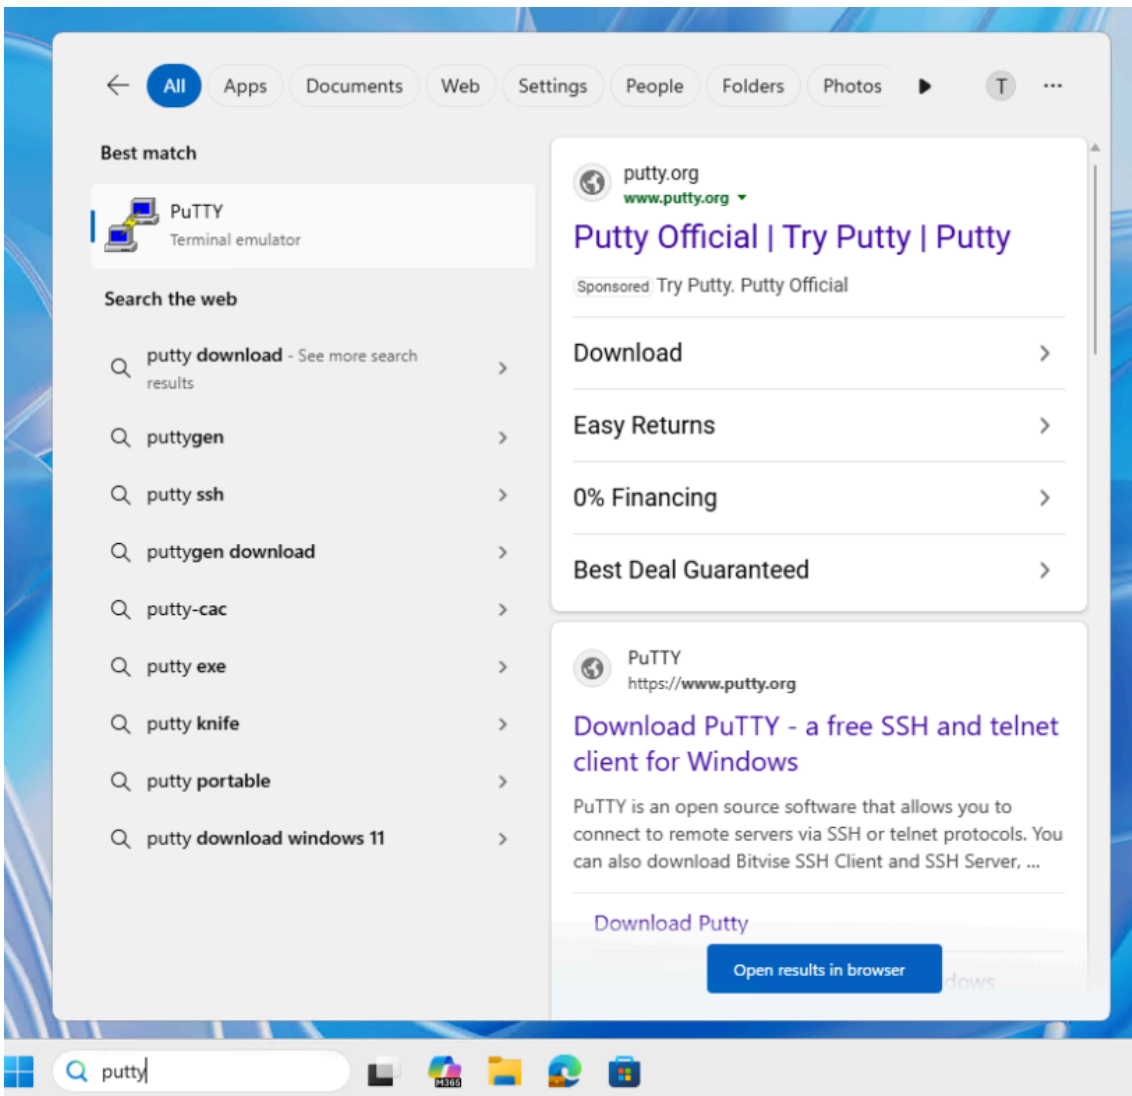 All
Apps
Documents
Web
Settings
People
Folders
Photos
T
Best match
PuTTY
Terminal emulator
Search the web
putty download - See more search
results
puttygen
putty ssh
puttygen download
putty-cac
putty exe
putty knife
putty portable
putty download windows 11
putty.org
www.putty.org
Putty Official | Try Putty | Putty
Sponsored Try Putty. Putty Official
Download
Easy Returns
0% Financing
Best Deal Guaranteed
PuTTY
https://www.putty.org
Download PuTTY - a free SSH and telnet
client for Windows
PuTTY is an open source software that allows you to
connect to remote servers via SSH or telnet protocols. You
can also download Bitvise SSH Client and SSH Server, ...
Download Putty
Open results in browser
putty
M365